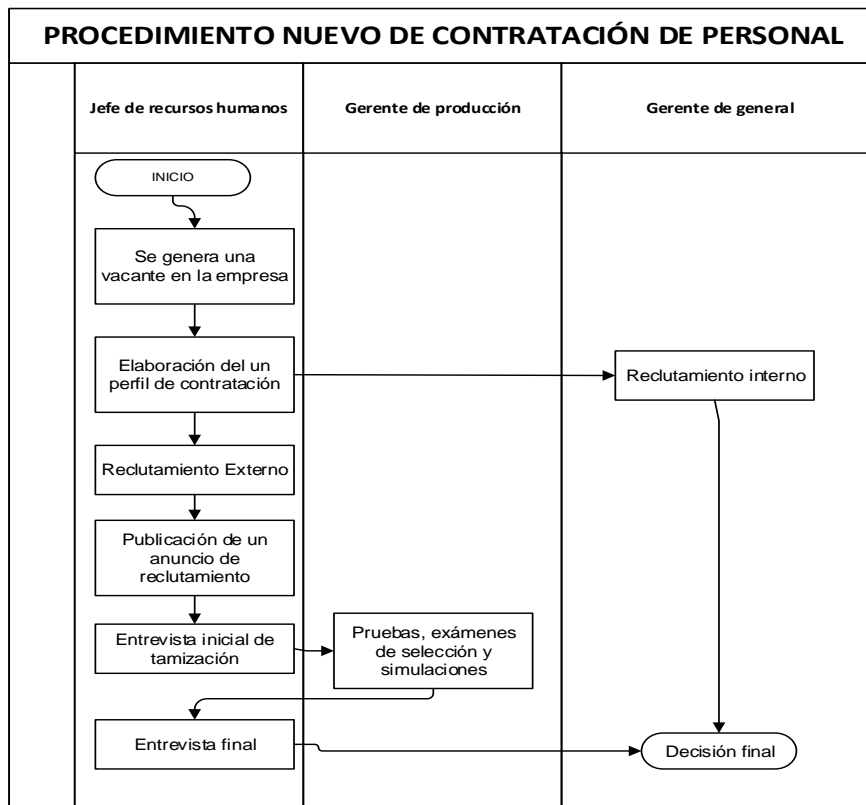 PROCEDIMIENTO NUEVO DE CONTRATACIÓN DE PERSONAL
Jefe de recursos humanos
Gerente de producción
Gerente de general
INICIO
Se genera una
vacante en la empresa
Elaboración del un
perfil de contratación
Reclutamiento interno
Reclutamiento Externo
Publicación de un
anuncio de
reclutamiento
Entrevista inicial de
tamización
Pruebas, exámenes
de selección y
simulaciones
Entrevista final
Decisión final